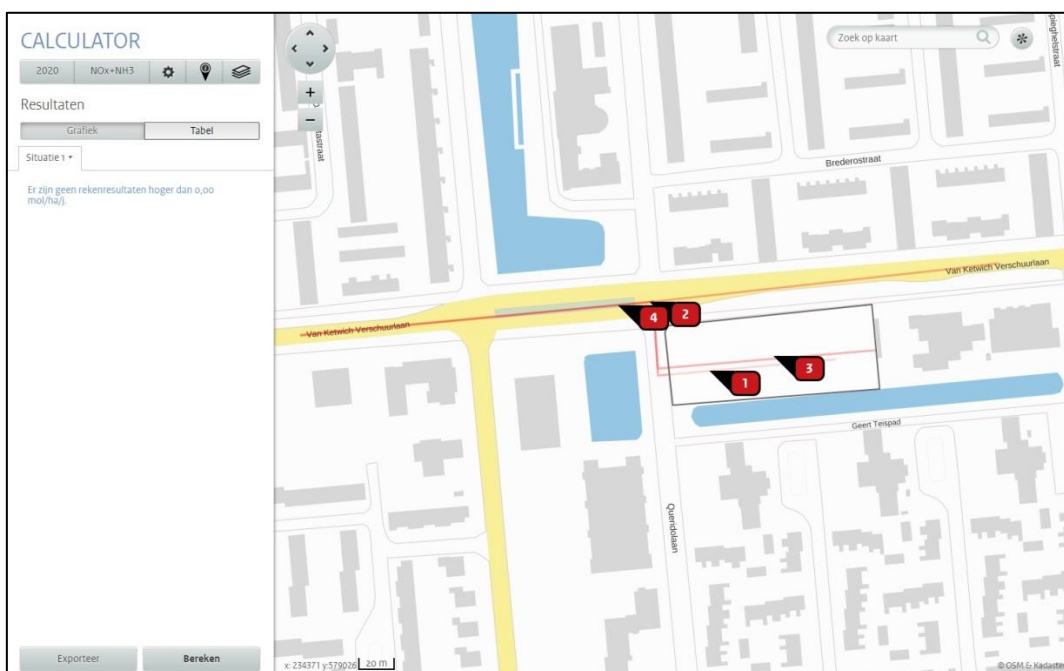 CALCULATOR
2020 NOx+NH3
Resultaten
Grafiek Tabel
Situatie 1
Er zijn geen rekenresultaten hoger dan 0,00
mol/ha/j.
Exporteer Bereken
Zoek op kaart
+
−
Brederostraat
Van Ketwich Verschuurlaan
Van Ketwich Verschuurlaan
4
2
3
1
Geert Teispad
Queridolaan
x: 234371 y:579026 20 m
© OSM & Kadaster